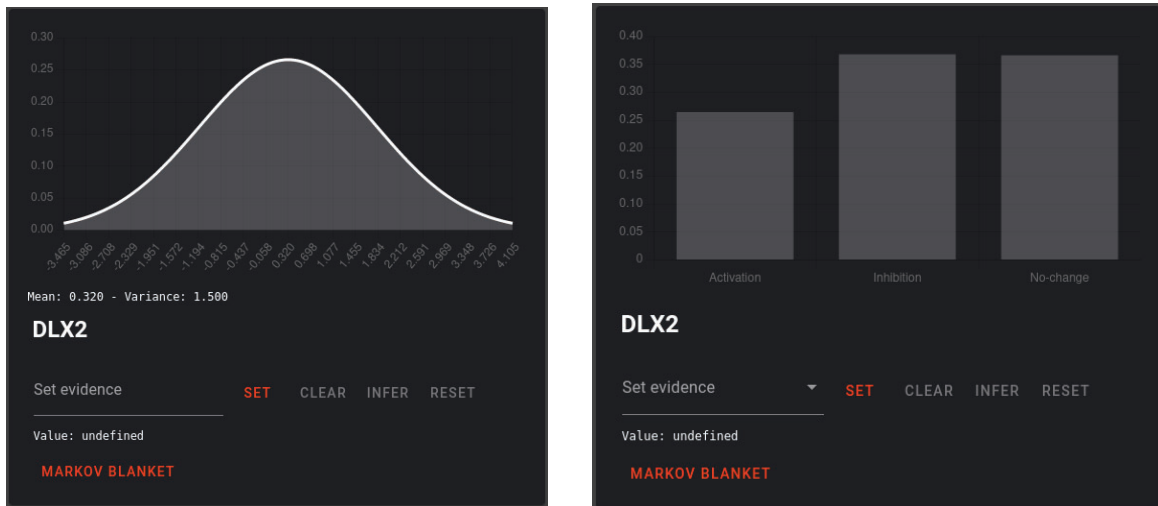 0.30
0.25
0.20
0.15
0.10
0.05
0.00
-3.465 -3.086 -2.708 -2.329 -1.951 -1.572 -1.194 -0.815 -0.437 -0.058 0.320 0.698 1.077 1.455 1.834 2.212 2.591 2.969 3.348 3.726 4.105
Mean: 0.320 - Variance: 1.500
DLX2
Set evidence SET CLEAR INFER RESET
Value: undefined
MARKOV BLANKET
0.40
0.35
0.30
0.25
0.20
0.15
0.10
0.05
0
Activation Inhibition No-change
DLX2
Set evidence SET CLEAR INFER RESET
Value: undefined
MARKOV BLANKET